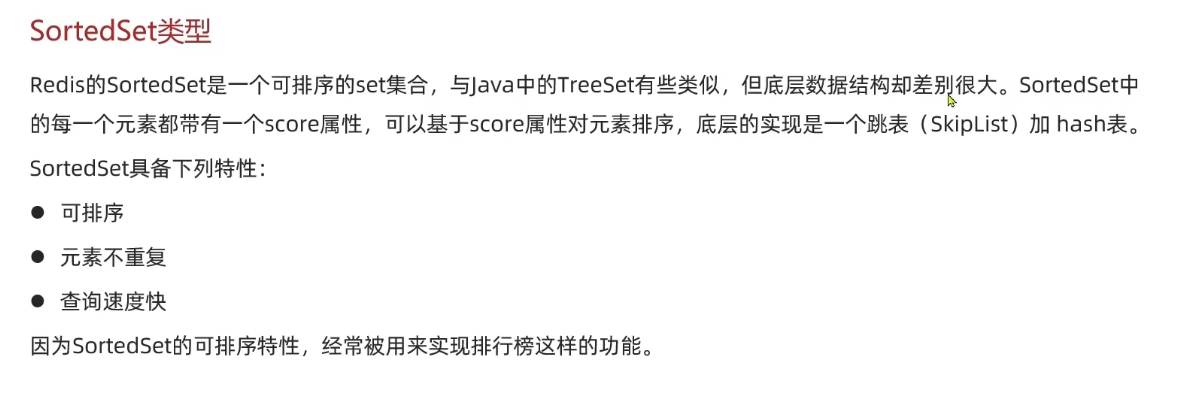 SortedSet类型
Redis的SortedSet是一个可排序的set集合，与Java中的TreeSet有些类似，但底层数据结构却差别很大。SortedSet中
的每一个元素都带有一个score属性，可以基于score属性对元素排序，底层的实现是一个跳表（SkipList）加 hash表。
SortedSet具备下列特性：
● 可排序
● 元素不重复
● 查询速度快
因为SortedSet的可排序特性，经常被用来实现排行榜这样的功能。